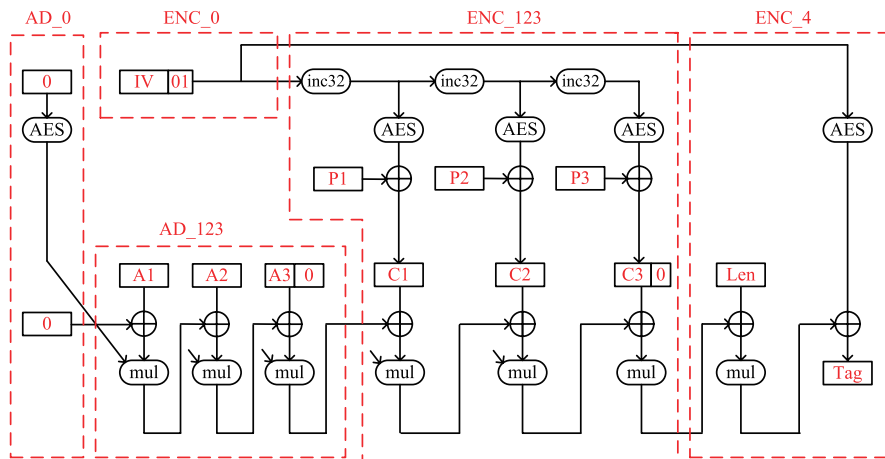 AD_0 ENC_0 ENC_123 ENC_4
0 IV 01 inc32 inc32 inc32
AES AES AES AES AES
P1 P2 P3
AD_123
A1 A2 A3 0 C1 C2 C3 0 Len
0
mul mul mul mul mul mul mul Tag